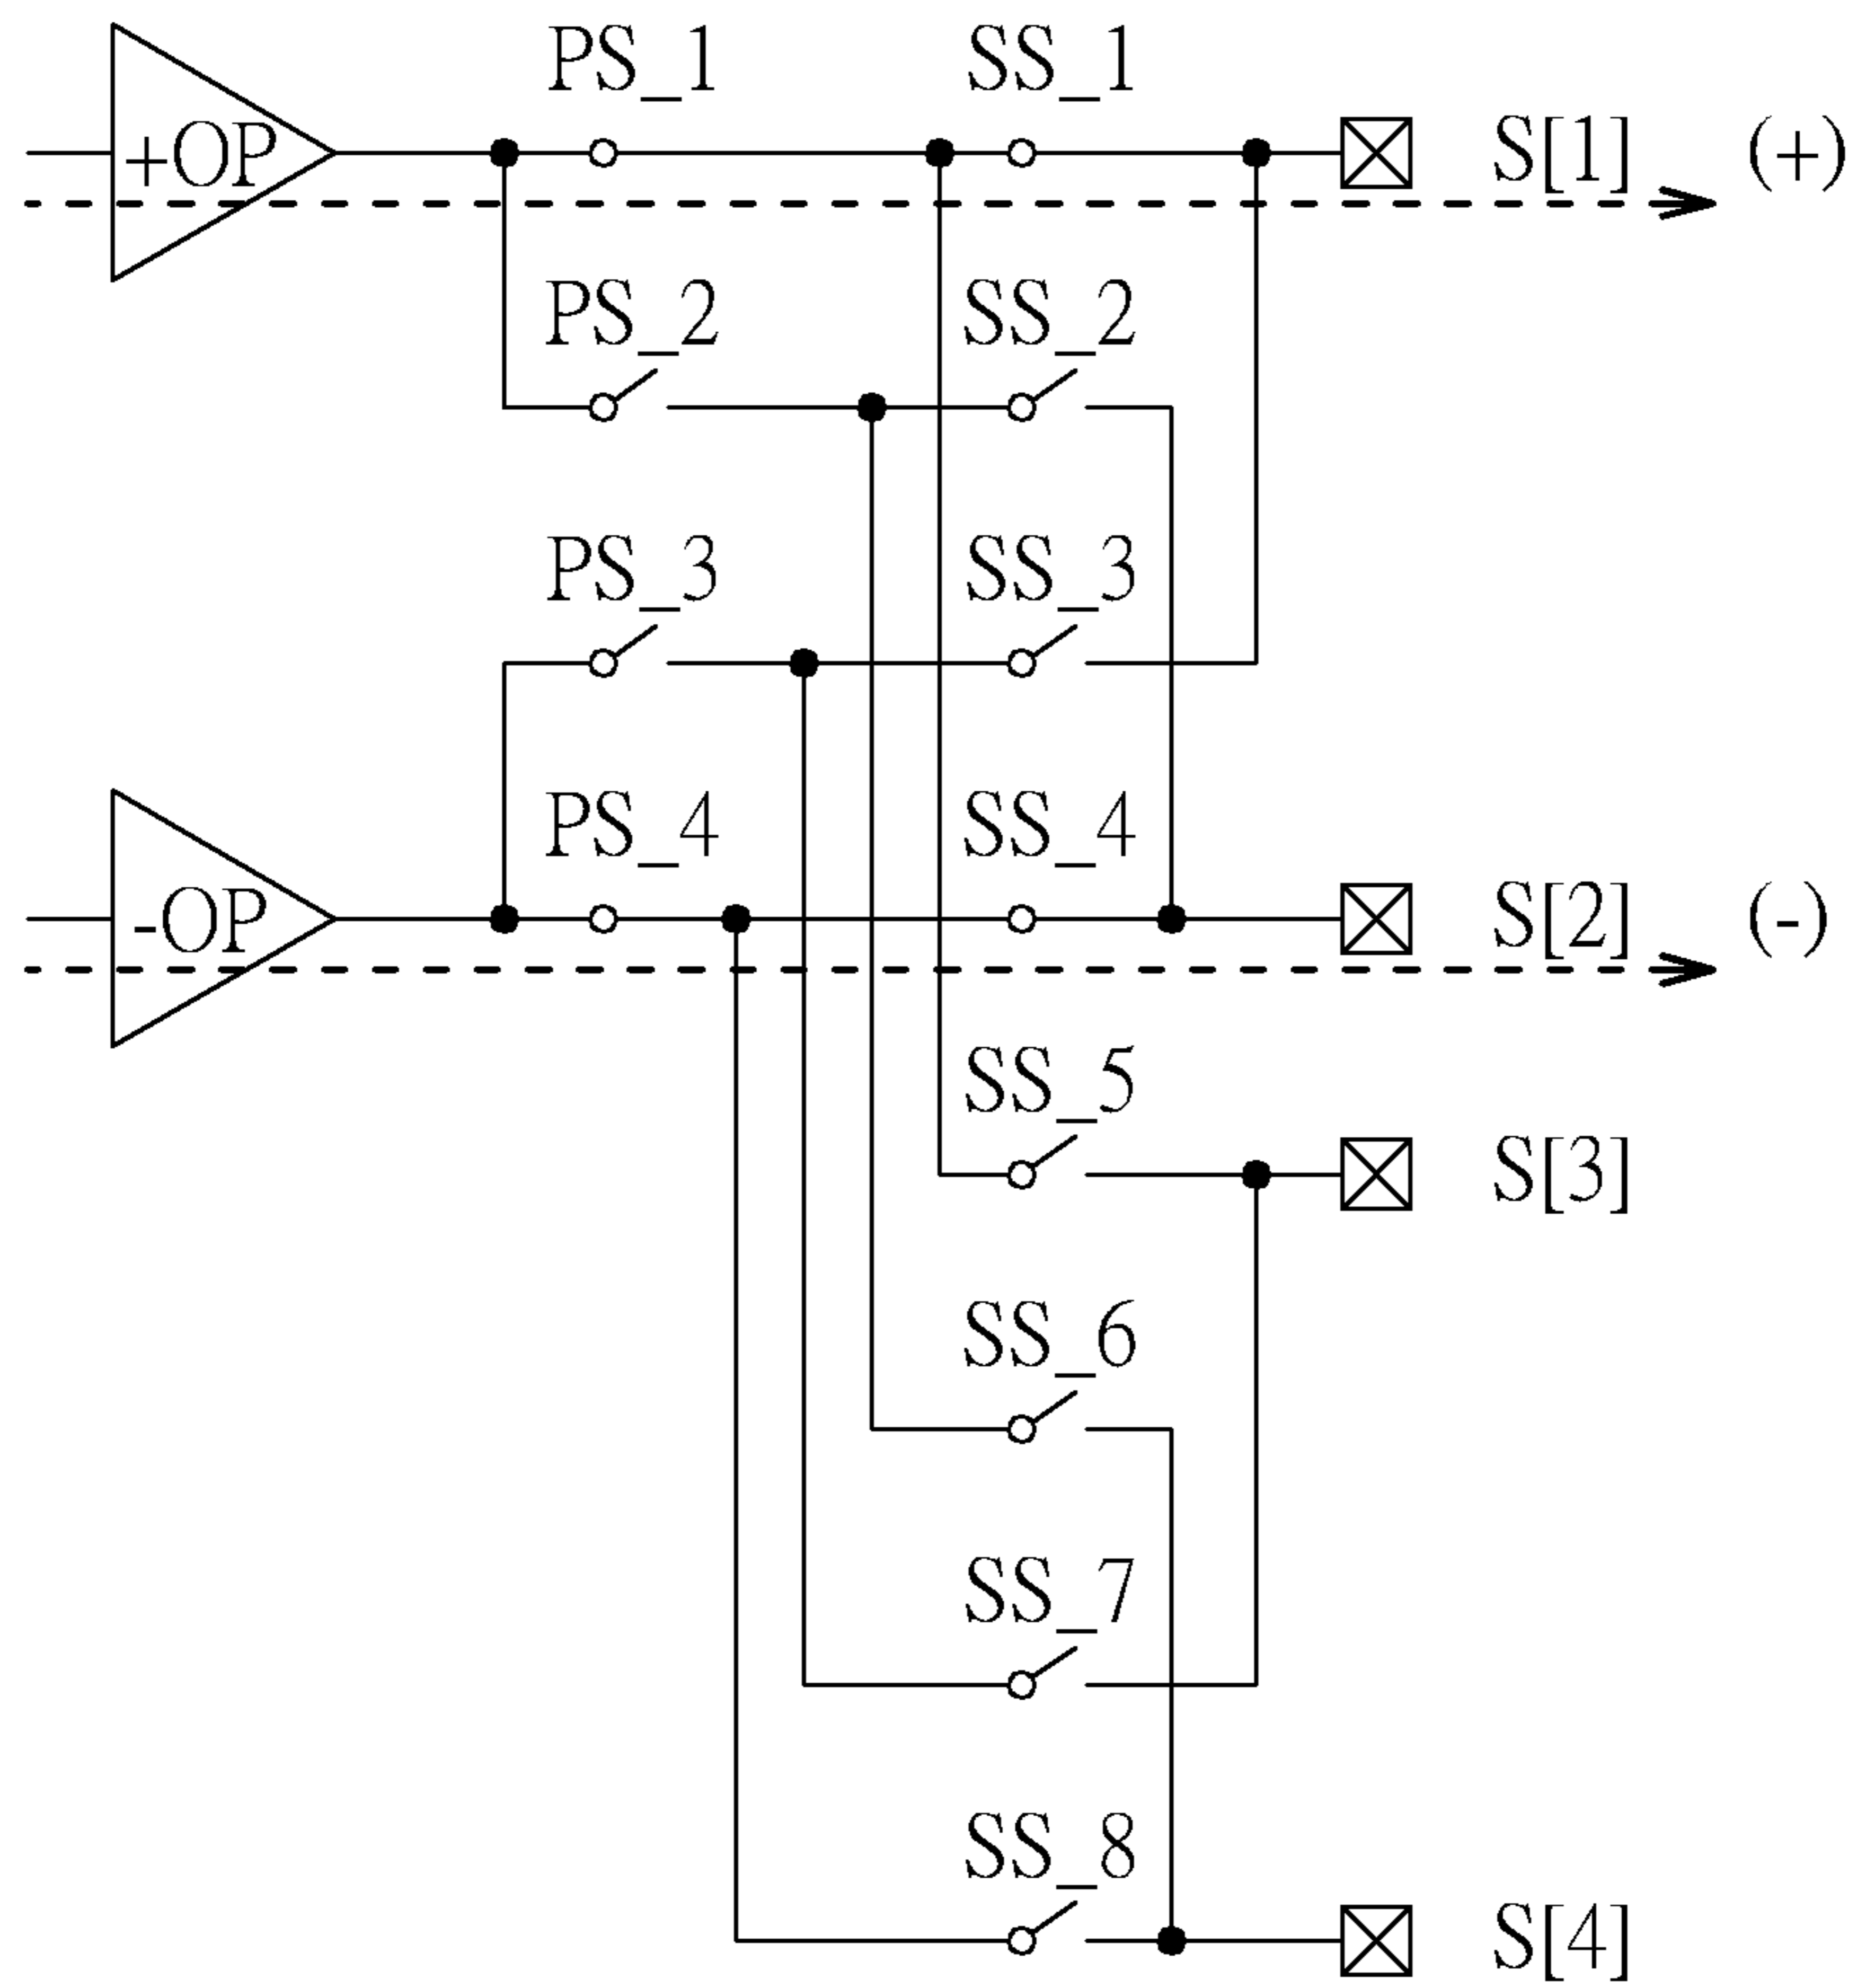 PS_1 SS_1
+OP S[1] (+)
PS_2 SS_2
PS_3 SS_3
PS_4 SS_4
-OP S[2] (-)
SS_5
S[3]
SS_6
SS_7
SS_8
S[4]